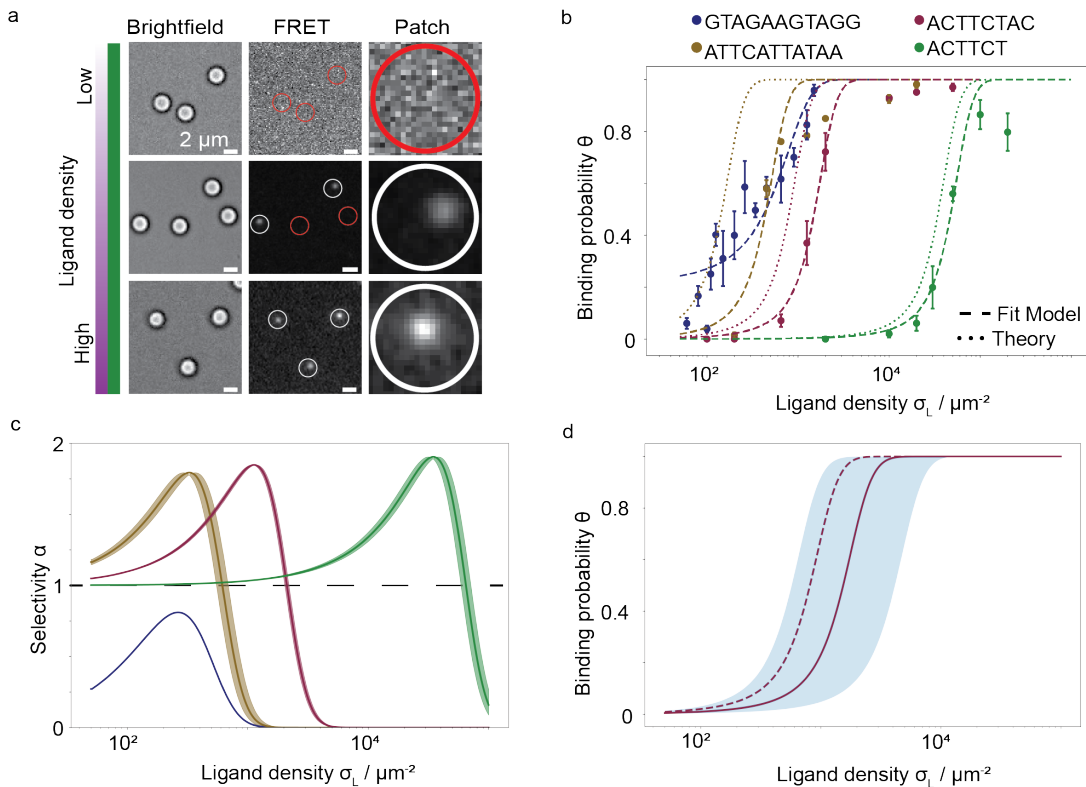 a
Brightfield
FRET
Patch
Low
Ligand density
High
2 µm
b
GTAGAAGTAGG
ACTTCTAC
ATTCATTATAA
ACTTCT
Binding probability θ
0.8
0.4
0
10²
10⁴
Fit Model
Theory
Ligand density σL / µm⁻²
c
Selectivity α
2
1
0
10²
10⁴
Ligand density σL / µm⁻²
d
Binding probability θ
0.8
0.4
0
10²
10⁴
Ligand density σL / µm⁻²